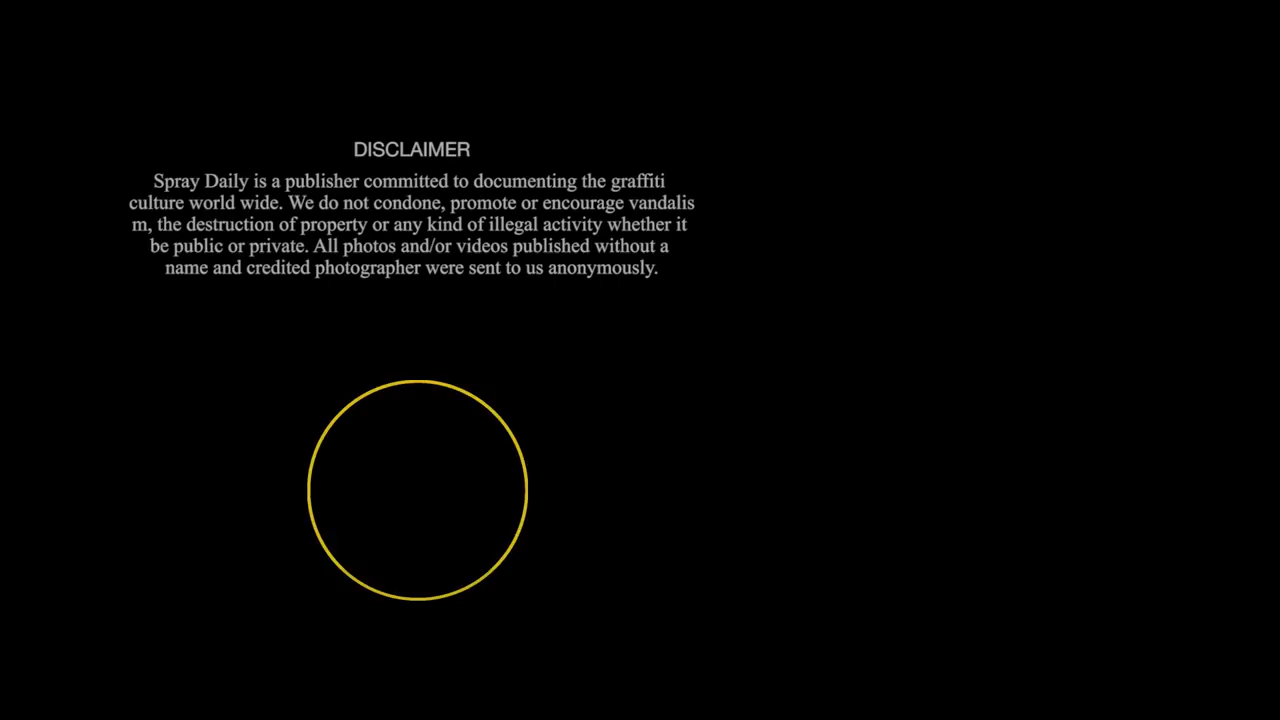 DISCLAIMER
Spray Daily is a publisher committed to documenting the graffiti
culture world wide. We do not condone, promote or encourage vandalis
m, the destruction of property or any kind of illegal activity whether it
be public or private. All photos and/or videos published without a
name and credited photographer were sent to us anonymously.